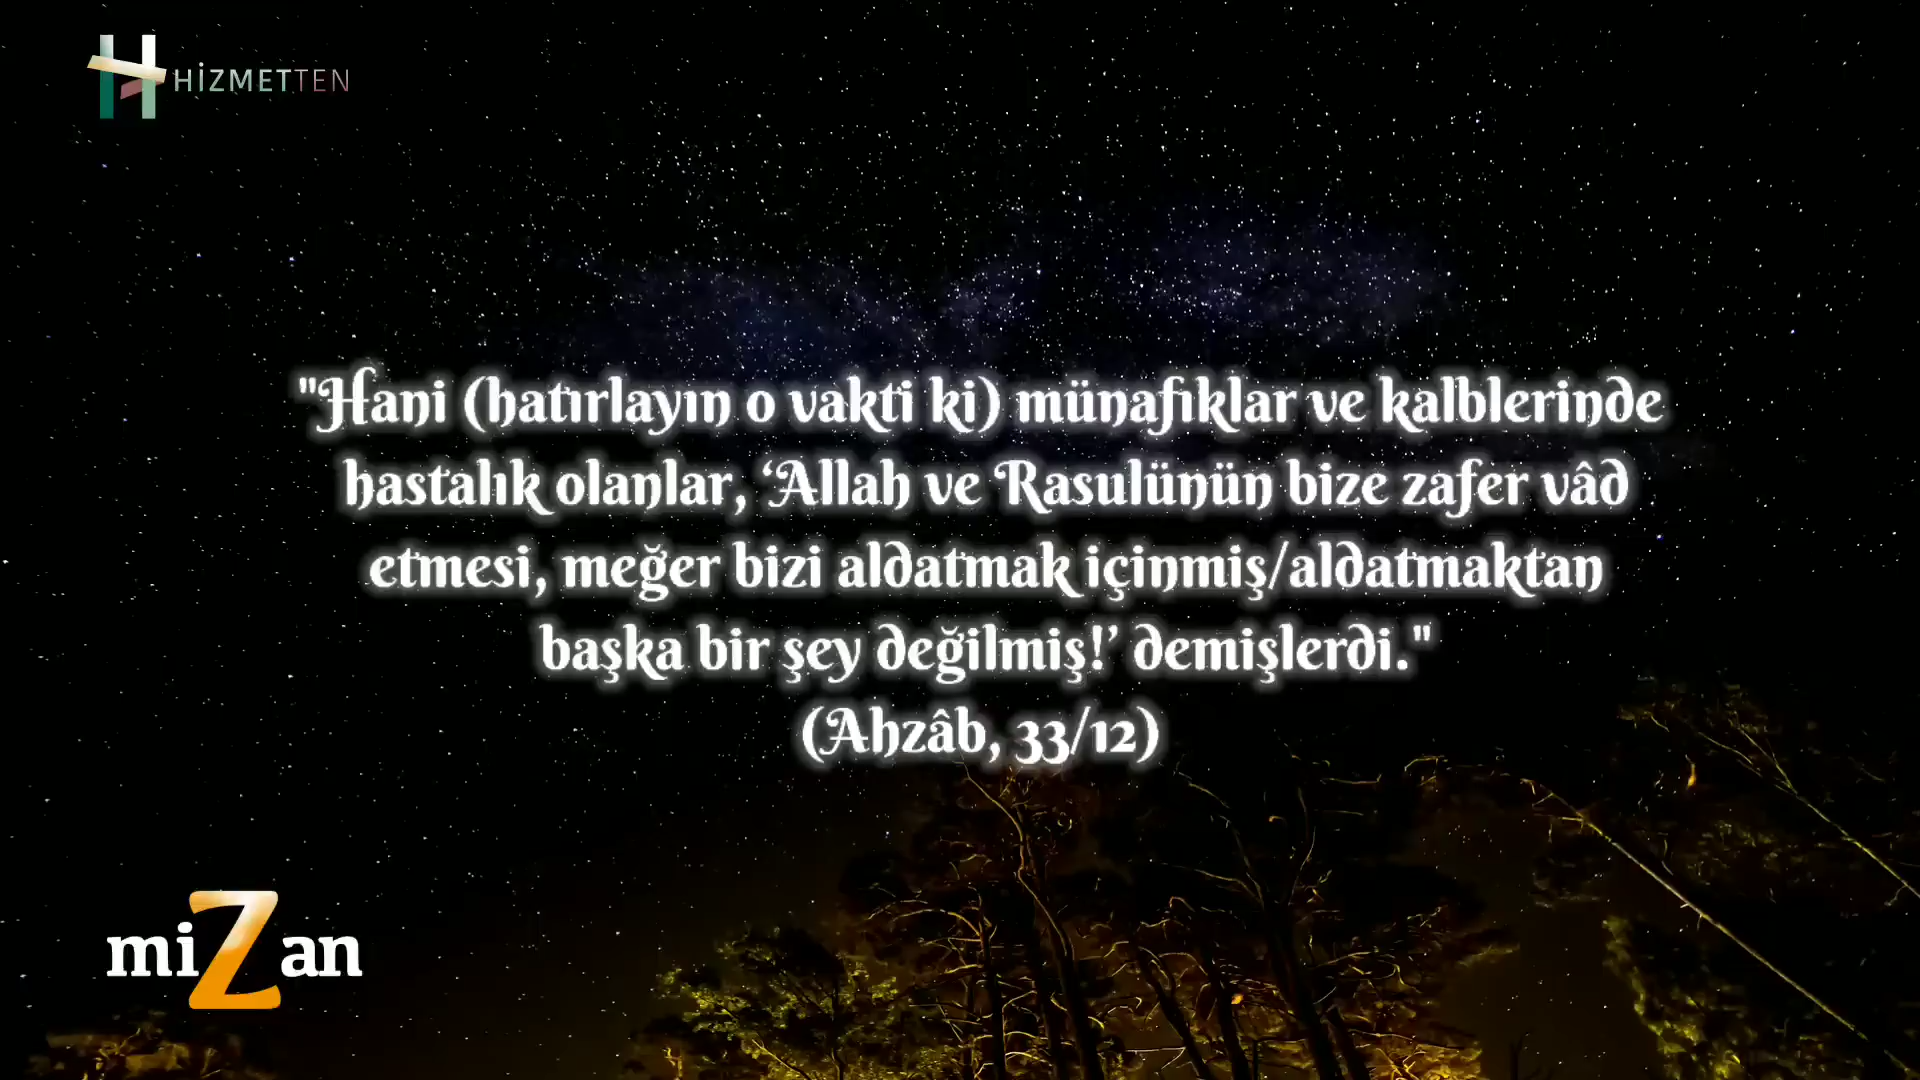 HİZMETTEN
"Hani (hatırlayın o vakti ki) münafıklar ve kalblerinde
hastalık olanlar, ‘Allah ve Rasulünün bize zafer vâd
etmesi, meğer bizi aldatmak içinmiş/aldatmaktan
başka bir şey değilmiş!’ demişlerdi."
(Ahzâb, 33/12)
miZan